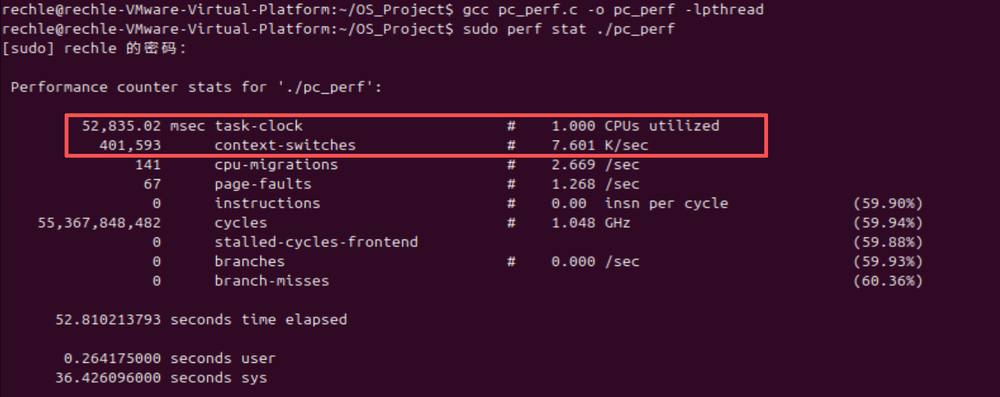 rechle@rechle-VMware-Virtual-Platform:~/OS_Project$ gcc pc_perf.c -o pc_perf -lpthread
rechle@rechle-VMware-Virtual-Platform:~/OS_Project$ sudo perf stat ./pc_perf
[sudo] rechle 的密码：
Performance counter stats for './pc_perf':
52,835.02 msec task-clock # 1.000 CPUs utilized
401,593 context-switches # 7.601 K/sec
141 cpu-migrations # 2.669 /sec
67 page-faults # 1.268 /sec
0 instructions # 0.00 insn per cycle (59.90%)
55,367,848,482 cycles # 1.048 GHz (59.94%)
0 stalled-cycles-frontend (59.88%)
0 branches # 0.000 /sec (59.93%)
0 branch-misses (60.36%)
52.810213793 seconds time elapsed
0.264175000 seconds user
36.426096000 seconds sys